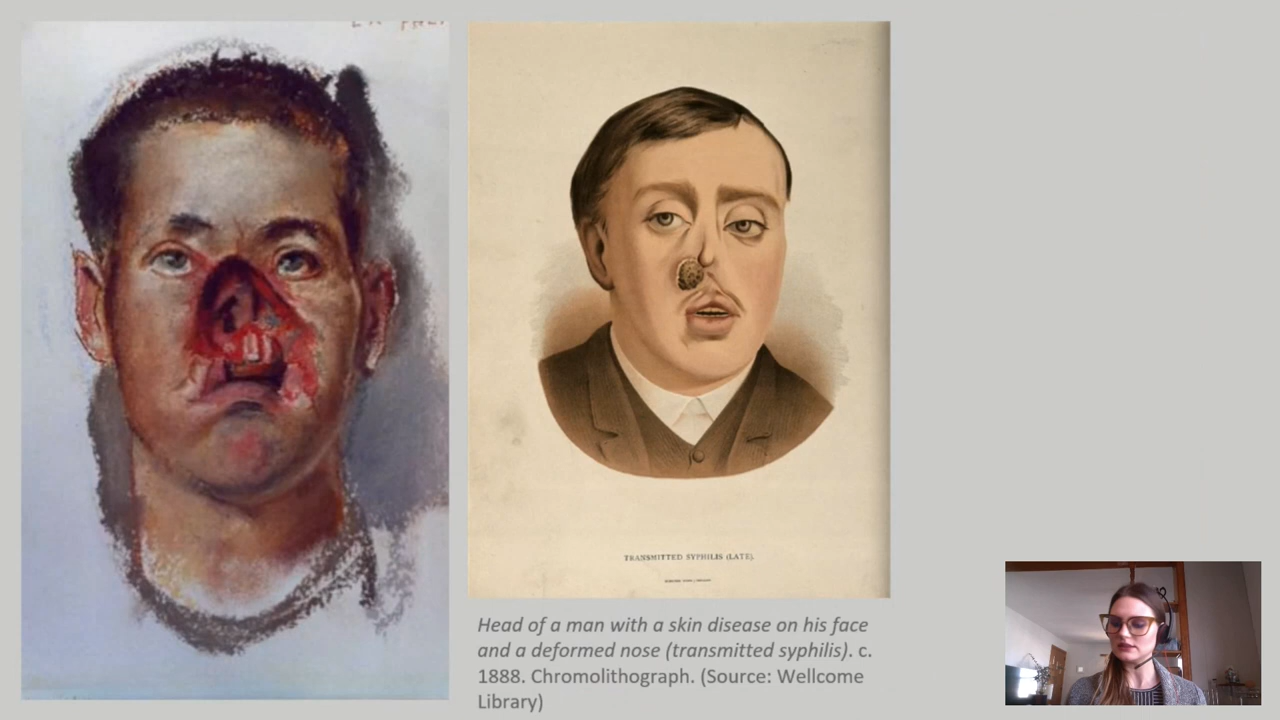 TRANSMITTED SYPHILIS (LATE).
Head of a man with a skin disease on his face
and a deformed nose (transmitted syphilis). c.
1888. Chromolithograph. (Source: Wellcome
Library)